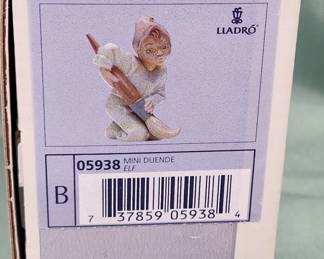 LLADRÓ
05938 MINI DUENDE
ELF
B
7 37859 05938 4